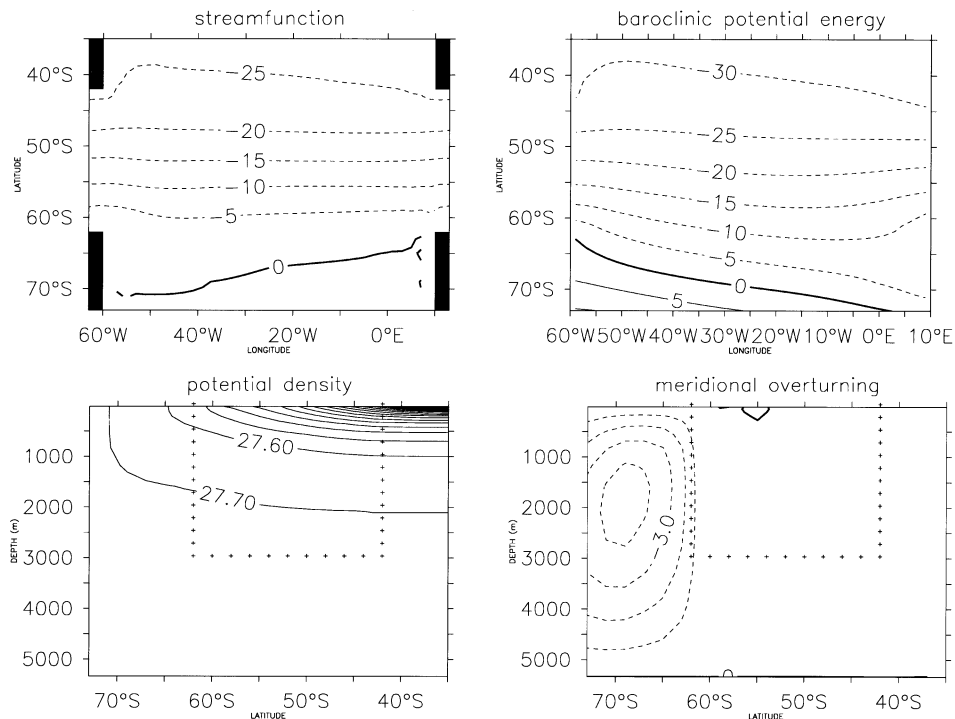 streamfunction
40°S
50°S
60°S
70°S
LATITUDE
−25
−20
−15
−10
−5
0
60°W
40°W
20°W
0°E
LONGITUDE
baroclinic potential energy
40°S
50°S
60°S
70°S
LATITUDE
−30
−25
−20
−15
−10
−5
0
5
60°W50°W40°W30°W20°W10°W 0°E 10°E
LONGITUDE
potential density
1000
2000
3000
4000
5000
DEPTH (m)
27.60
27.70
70°S
60°S
50°S
40°S
LATITUDE
meridional overturning
1000
2000
3000
4000
5000
DEPTH (m)
−3.0
0
70°S
60°S
50°S
40°S
LATITUDE